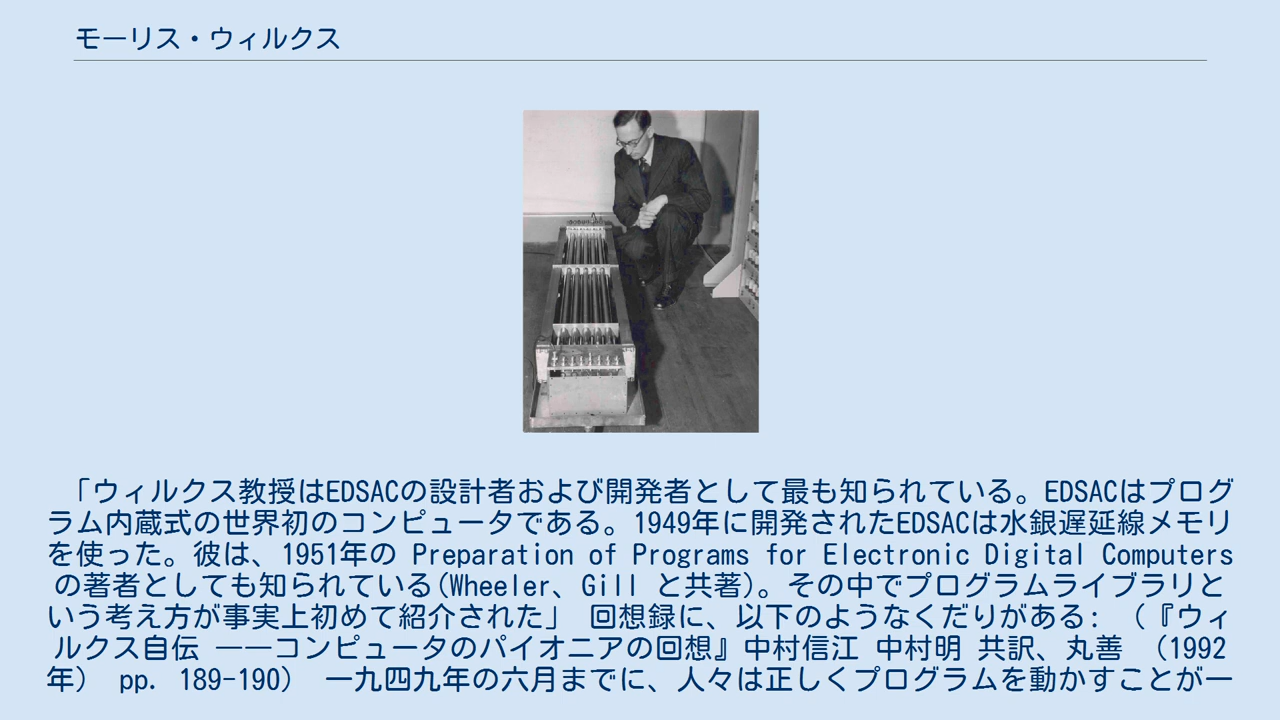 モーリス・ウィルクス
「ウィルクス教授はEDSACの設計者および開発者として最も知られている。EDSACはプログ
ラム内蔵式の世界初のコンピュータである。1949年に開発されたEDSACは水銀遅延線メモリ
を使った。彼は、1951年の Preparation of Programs for Electronic Digital Computers
の著者としても知られている(Wheeler、Gill と共著)。その中でプログラムライブラリと
いう考え方が事実上初めて紹介された」 回想録に、以下のようなくだりがある: （『ウィ
ルクス自伝 ——コンピュータのパイオニアの回想』中村信江 中村明 共訳、丸善 （1992
年） pp. 189-190） 一九四九年の六月までに、人々は正しくプログラムを動かすことが一